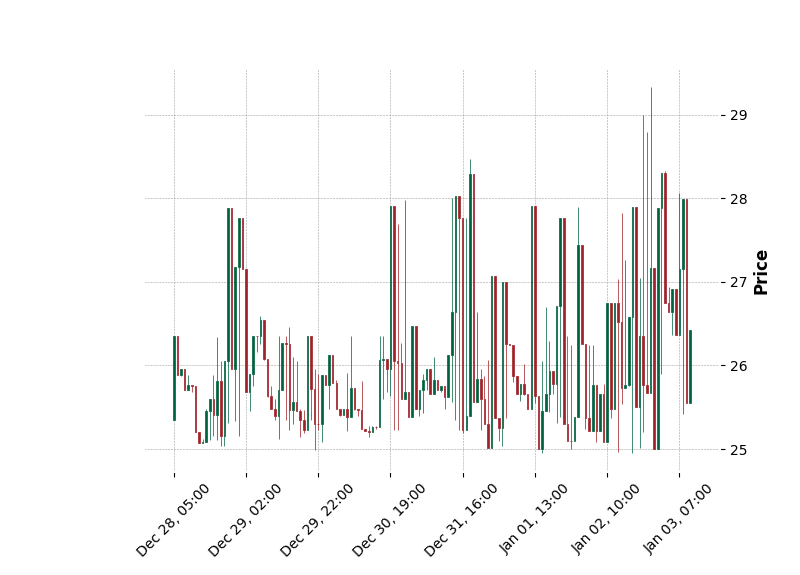 29
28
27
26
25
Price
Dec 28, 05:00
Dec 29, 02:00
Dec 29, 22:00
Dec 30, 19:00
Dec 31, 16:00
Jan 01, 13:00
Jan 02, 10:00
Jan 03, 07:00